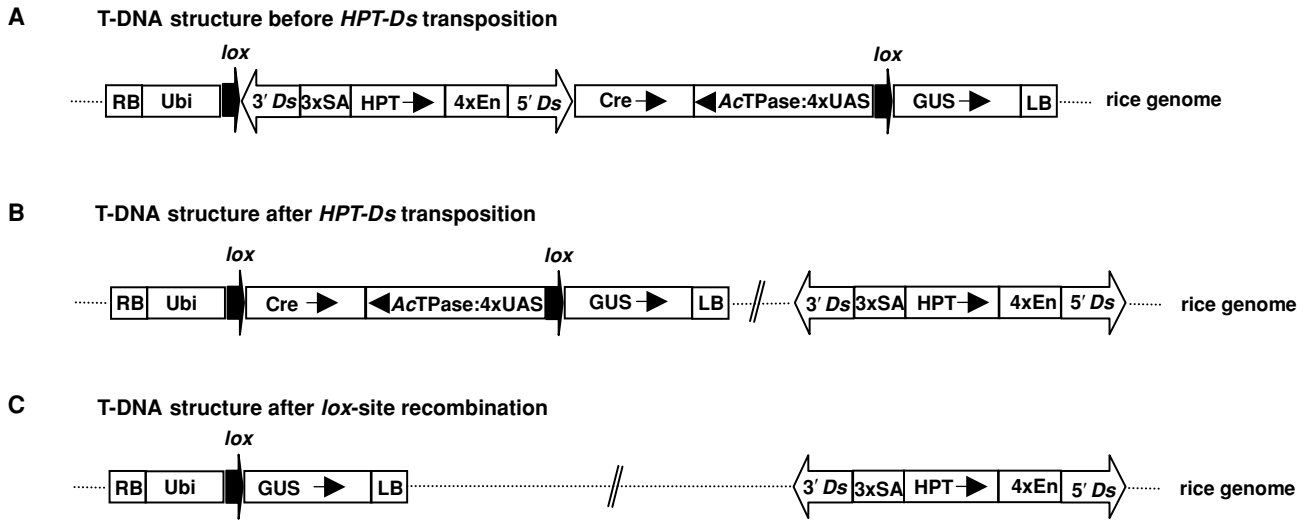 A T-DNA structure before HPT-Ds transposition
lox lox
RB Ubi 3′ Ds 3xSA HPT 4xEn 5′ Ds Cre AcTPase:4xUAS GUS LB rice genome
B T-DNA structure after HPT-Ds transposition
lox lox
RB Ubi Cre AcTPase:4xUAS GUS LB 3′ Ds 3xSA HPT 4xEn 5′ Ds rice genome
C T-DNA structure after lox-site recombination
lox
RB Ubi GUS LB 3′ Ds 3xSA HPT 4xEn 5′ Ds rice genome